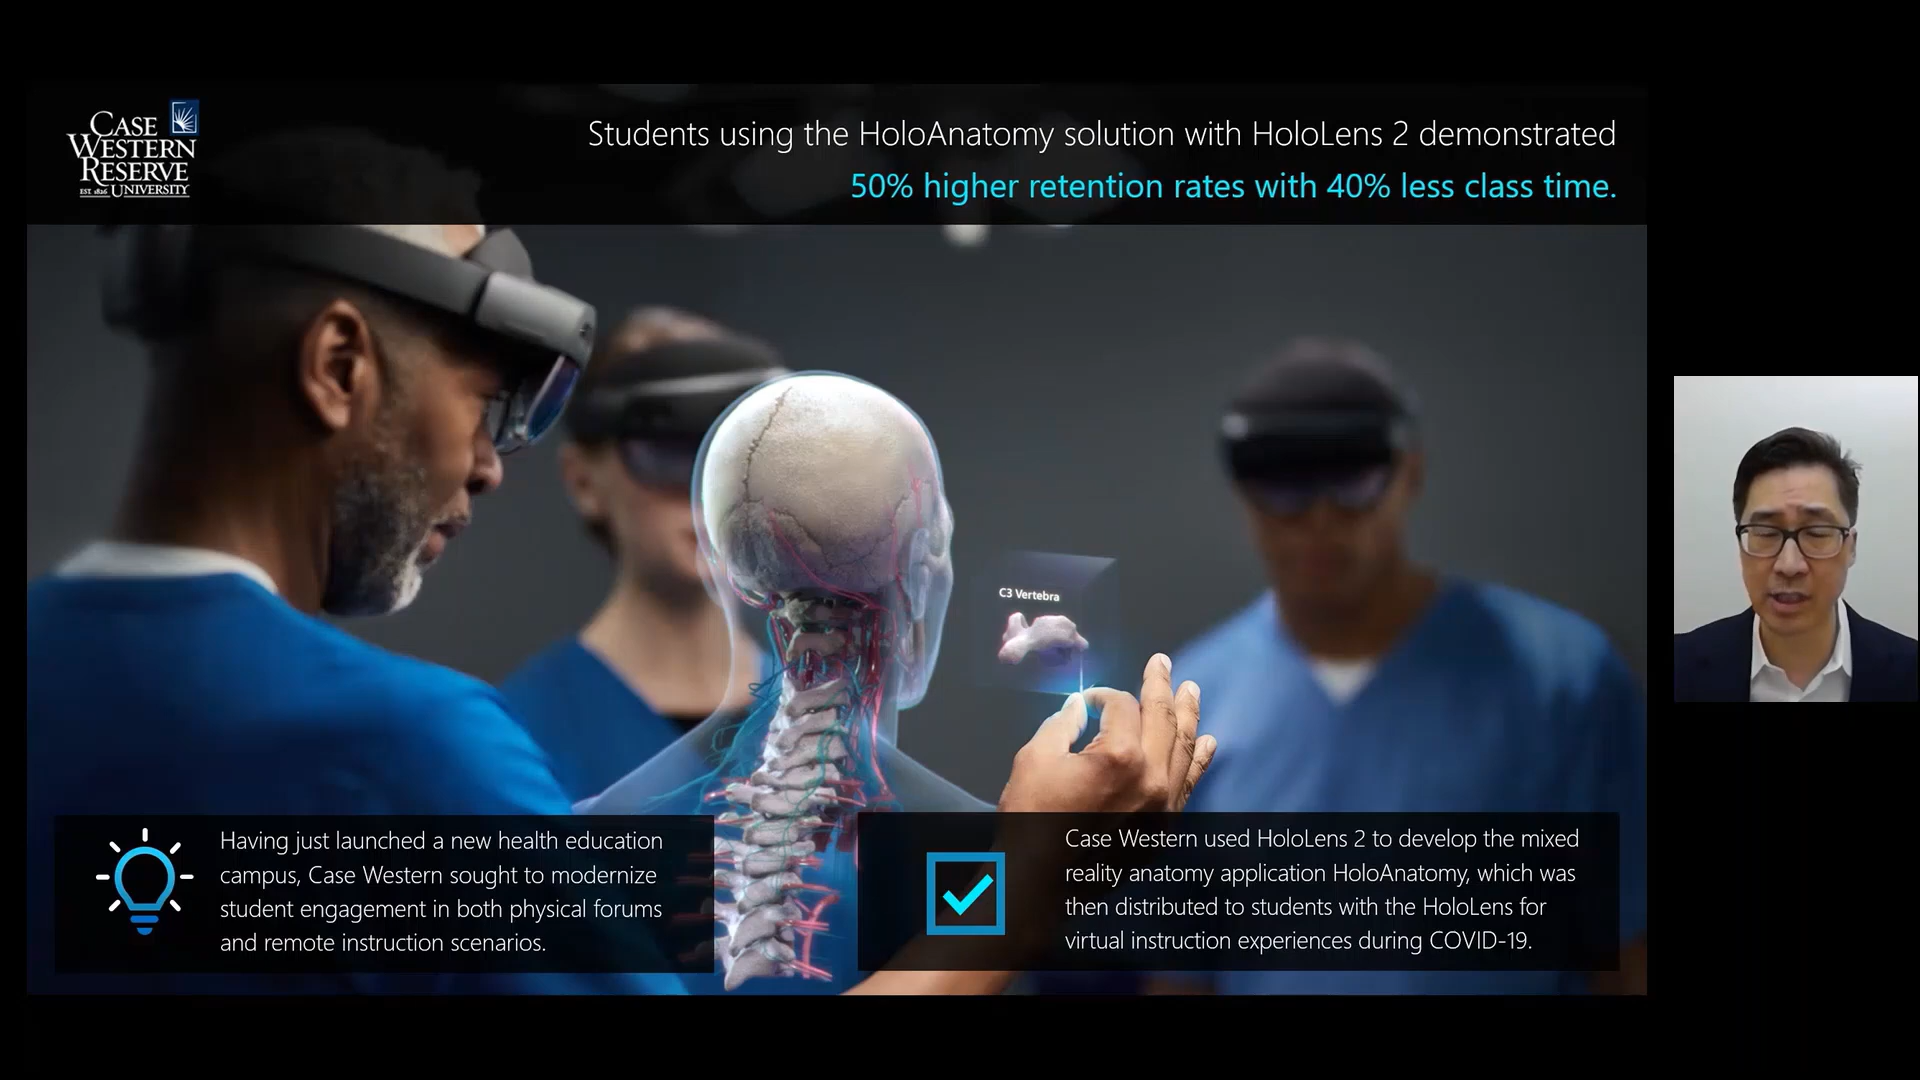 CASE
WESTERN
RESERVE
EST. 1826 UNIVERSITY
Students using the HoloAnatomy solution with HoloLens 2 demonstrated
50% higher retention rates with 40% less class time.
C3 Vertebra
Having just launched a new health education
campus, Case Western sought to modernize
student engagement in both physical forums
and remote instruction scenarios.
Case Western used HoloLens 2 to develop the mixed
reality anatomy application HoloAnatomy, which was
then distributed to students with the HoloLens for
virtual instruction experiences during COVID-19.